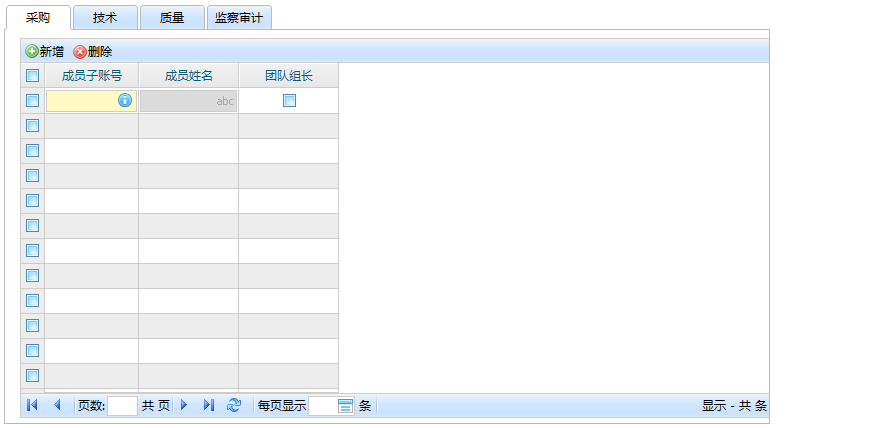 采购 技术 质量 监察审计
新增 删除
成员子账号 成员姓名 团队组长
abc
页数: 共 页 每页显示 条 显示 - 共 条